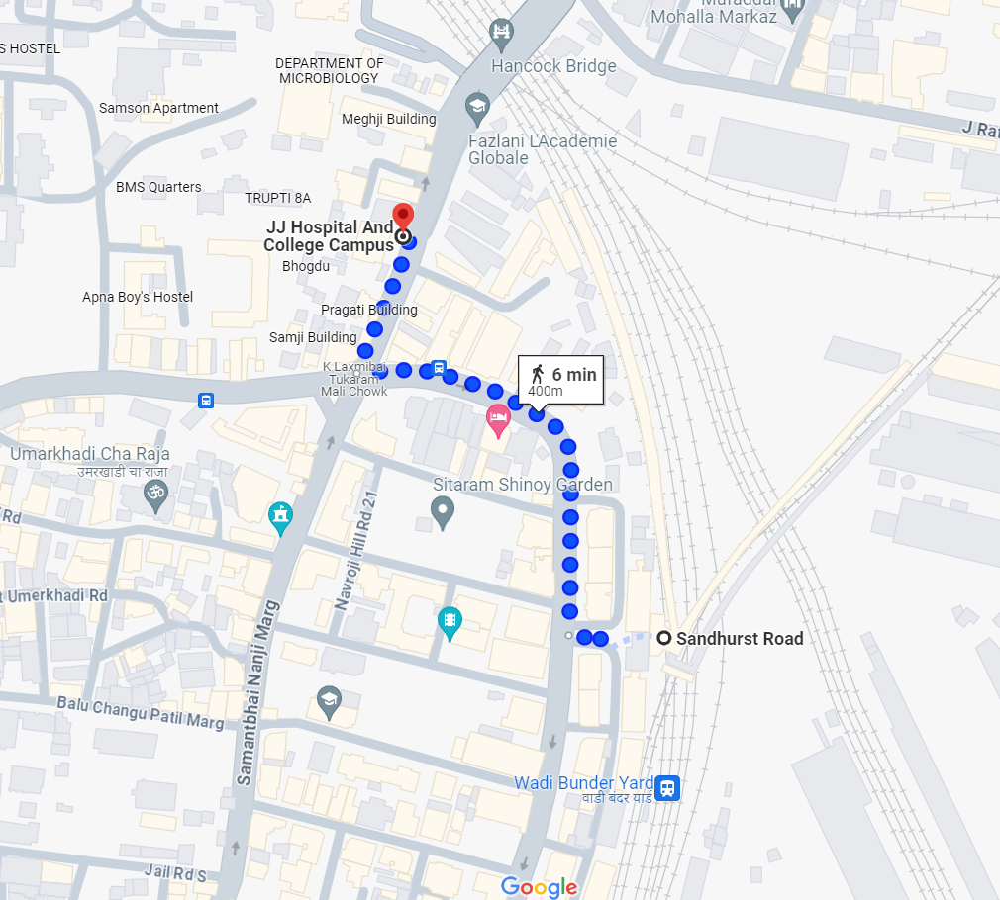 Mufaddal
Mohalla Markaz
S HOSTEL
Hancock Bridge
DEPARTMENT OF
MICROBIOLOGY
Samson Apartment
Meghji Building
J Rat
Fazlani L'Académie
Globale
BMS Quarters
TRUPTI 8A
JJ Hospital And
College Campus
Bhogdu
Apna Boy's Hostel
Pragati Building
Samji Building
K Laxmibai
Tukaram
Mali Chowk
6 min
400m
Umarkhadi Cha Raja
उमरखाडी चा राजा
Sitaram Shinoy Garden
Rd
Navroji Hill Rd 21
t Umerkhadi Rd
Sandhurst Road
Samantbhai Nanji Marg
Balu Changu Patil Marg
Wadi Bunder Yard
वाडी बंदर यार्ड
Jail Rd S
Google